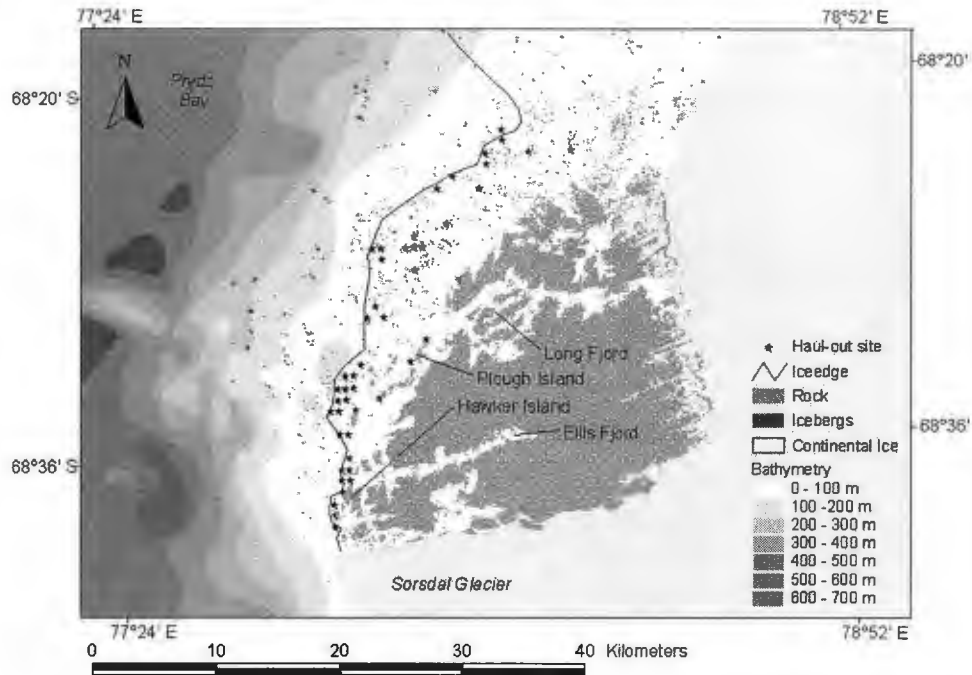 77°24' E
78°52' E
N
Prydz
Bay
68°20' S
68°20'
Long Fjord
Plough Island
Hawker Island
Ellis Fjord
68°36' S
68°36'
Haul-out site
Iceedge
Rock
Icebergs
Continental Ice
Bathymetry
0 - 100 m
100 -200 m
200 - 300 m
300 - 400 m
400 - 500 m
500 - 600 m
600 - 700 m
Sorsdal Glacier
77°24' E
78°52' E
0 10 20 30 40 Kilometers